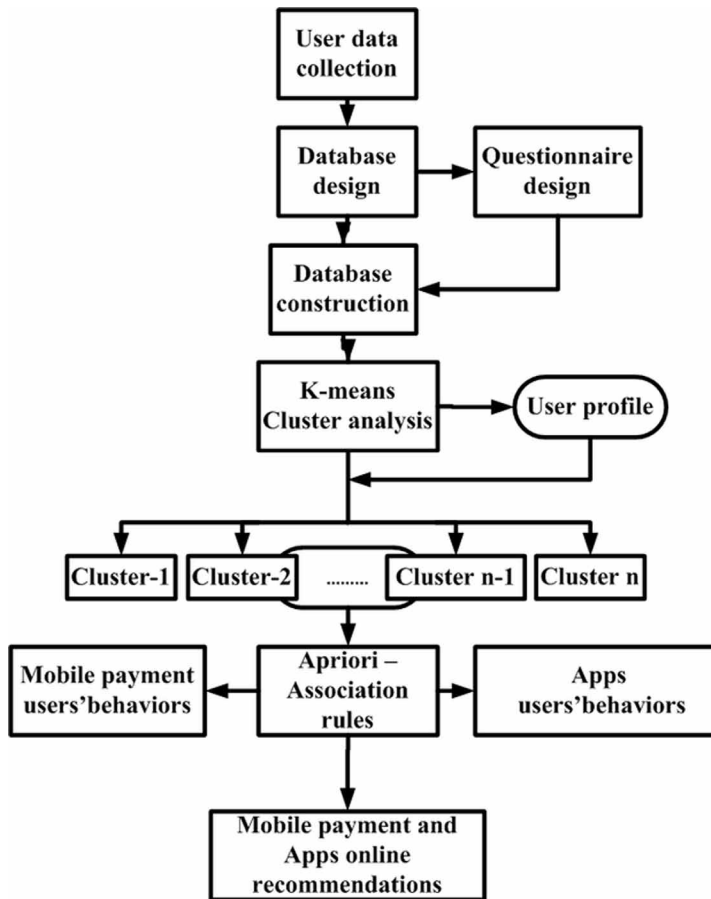 User data
collection
Database
design
Questionnaire
design
Database
construction
K-means
Cluster analysis
User profile
Cluster-1
Cluster-2
.........
Cluster n-1
Cluster n
Mobile payment
users'behaviors
Apriori –
Association
rules
Apps
users'behaviors
Mobile payment and
Apps online
recommendations